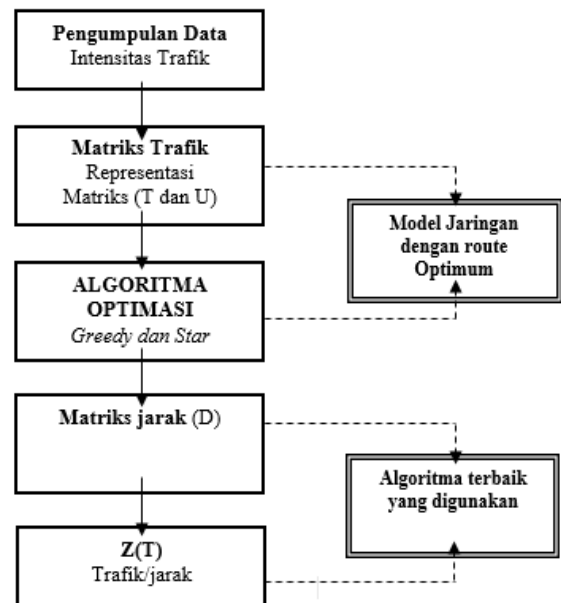 Pengumpulan Data
Intensitas Trafik
Matriks Trafik
Representasi
Matriks (T dan U)
Model Jaringan
dengan route
Optimum
ALGORITMA
OPTIMASI
Greedy dan Star
Matriks jarak (D)
Algoritma terbaik
yang digunakan
Z(T)
Trafik/jarak